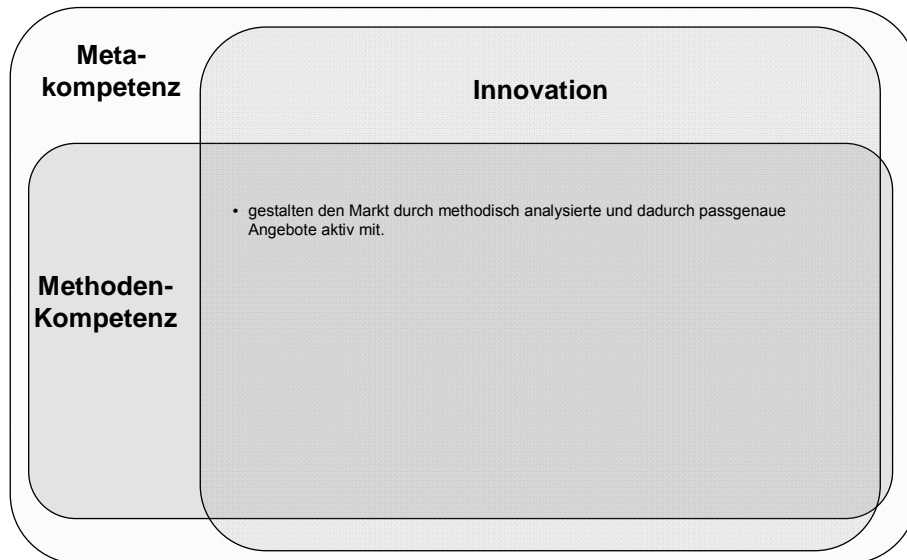 Meta-
kompetenz
Innovation
• gestalten den Markt durch methodisch analysierte und dadurch passgenaue
Angebote aktiv mit.
Methoden-
Kompetenz